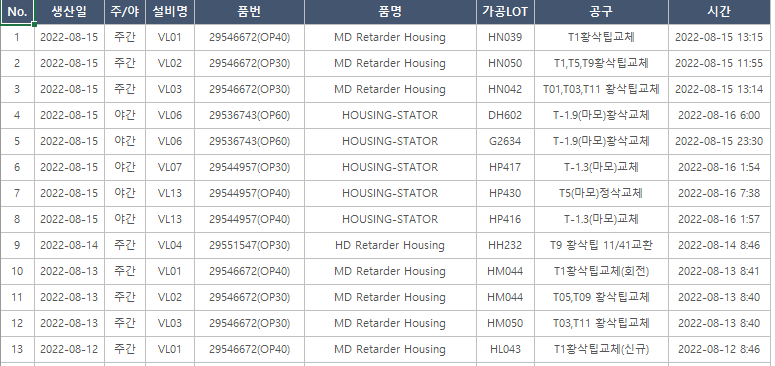 No. 생산일 주/야 설비명 품번 품명 가공LOT 공구 시간
1 2022-08-15 주간 VL01 29546672(OP40) MD Retarder Housing HN039 T1황삭팁교체 2022-08-15 13:15
2 2022-08-15 주간 VL02 29546672(OP30) MD Retarder Housing HN050 T1,T5,T9황삭팁교체 2022-08-15 11:55
3 2022-08-15 주간 VL03 29546672(OP30) MD Retarder Housing HN042 T01,T03,T11 황삭팁교체 2022-08-15 13:14
4 2022-08-15 야간 VL06 29536743(OP60) HOUSING-STATOR DH602 T-1.9(마모)황삭교체 2022-08-16 6:00
5 2022-08-15 야간 VL06 29536743(OP60) HOUSING-STATOR G2634 T-1.9(마모)황삭교체 2022-08-15 23:30
6 2022-08-15 야간 VL07 29544957(OP30) HOUSING-STATOR HP417 T-1.3(마모)교체 2022-08-16 1:54
7 2022-08-15 야간 VL13 29544957(OP40) HOUSING-STATOR HP430 T5(마모)정삭교체 2022-08-16 7:38
8 2022-08-15 야간 VL13 29544957(OP40) HOUSING-STATOR HP416 T-1.3(마모)교체 2022-08-16 1:57
9 2022-08-14 주간 VL04 29551547(OP30) HD Retarder Housing HH232 T9 황삭팁 11/41교환 2022-08-14 8:46
10 2022-08-13 주간 VL01 29546672(OP40) MD Retarder Housing HM044 T1황삭팁교체(회전) 2022-08-13 8:41
11 2022-08-13 주간 VL02 29546672(OP30) MD Retarder Housing HM044 T05,T09 황삭팁교체 2022-08-13 8:40
12 2022-08-13 주간 VL03 29546672(OP30) MD Retarder Housing HM050 T03,T11 황삭팁교체 2022-08-13 8:40
13 2022-08-12 주간 VL01 29546672(OP40) MD Retarder Housing HL043 T1황삭팁교체(신규) 2022-08-12 8:46